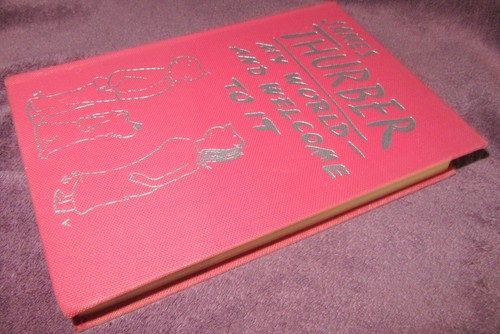 JAMES
THURBER
MY WORLD-
AND WELCOME
TO IT